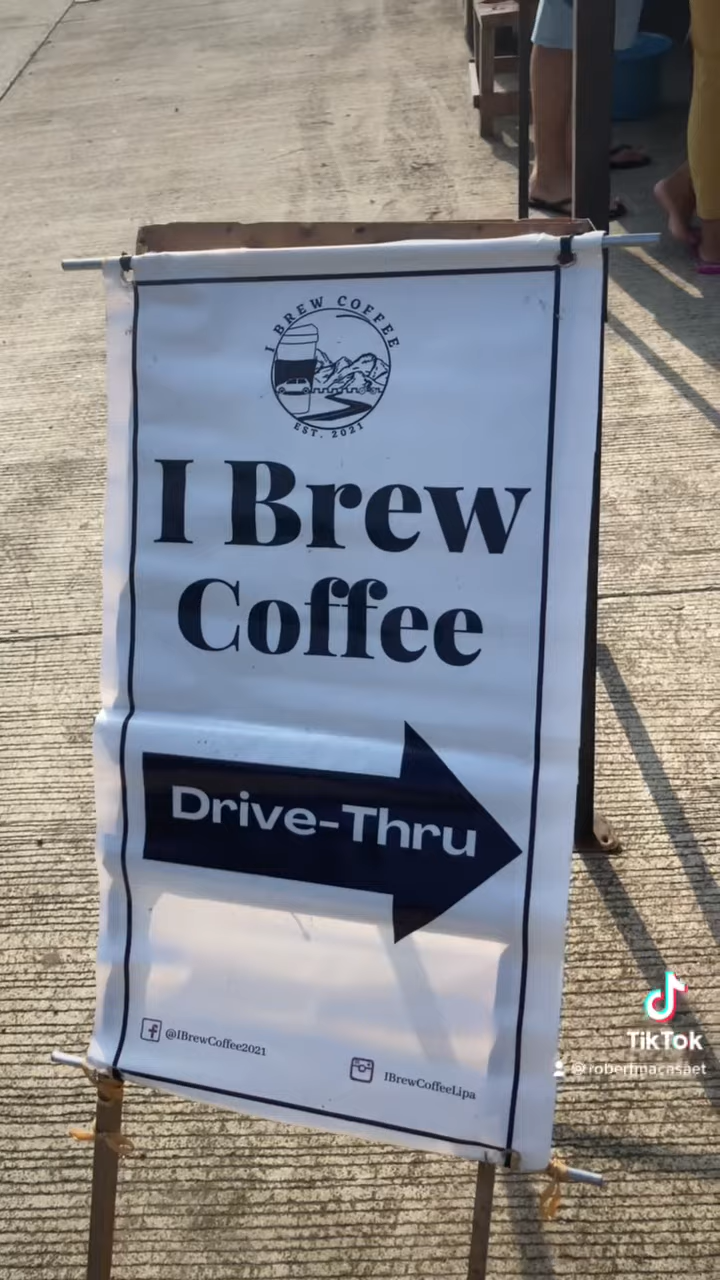 I BREW COFFEE
EST. 2021
I Brew
Coffee
Drive-Thru
@IBrewCoffee2021
IBrewCoffeeLipa
TikTok
@robertmacasaet